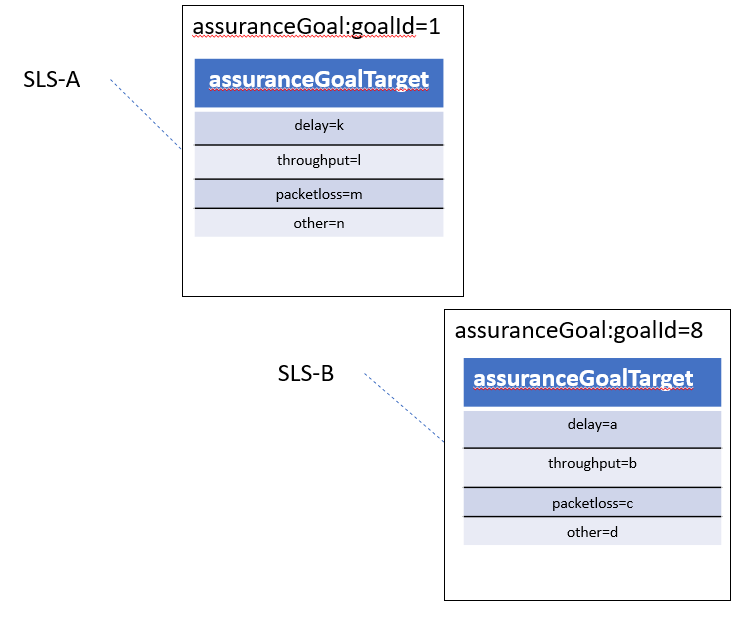 assuranceGoal:goalId=1
SLS-A
assuranceGoalTarget
delay=k
throughput=l
packetloss=m
other=n
assuranceGoal:goalId=8
SLS-B
assuranceGoalTarget
delay=a
throughput=b
packetloss=c
other=d